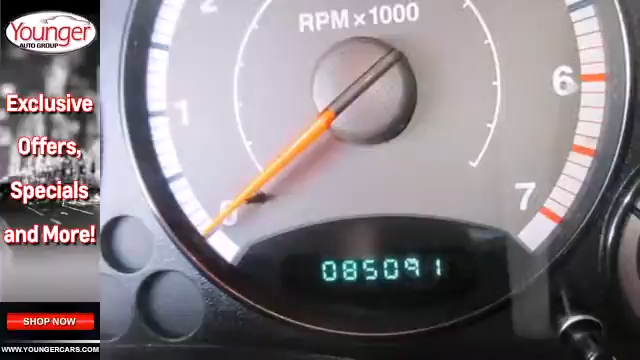 Younger
AUTO GROUP
Exclusive
Offers,
Specials
and More!
SHOP NOW
WWW.YOUNGERCARS.COM
RPM x 1000
2
1
0
6
7
085091